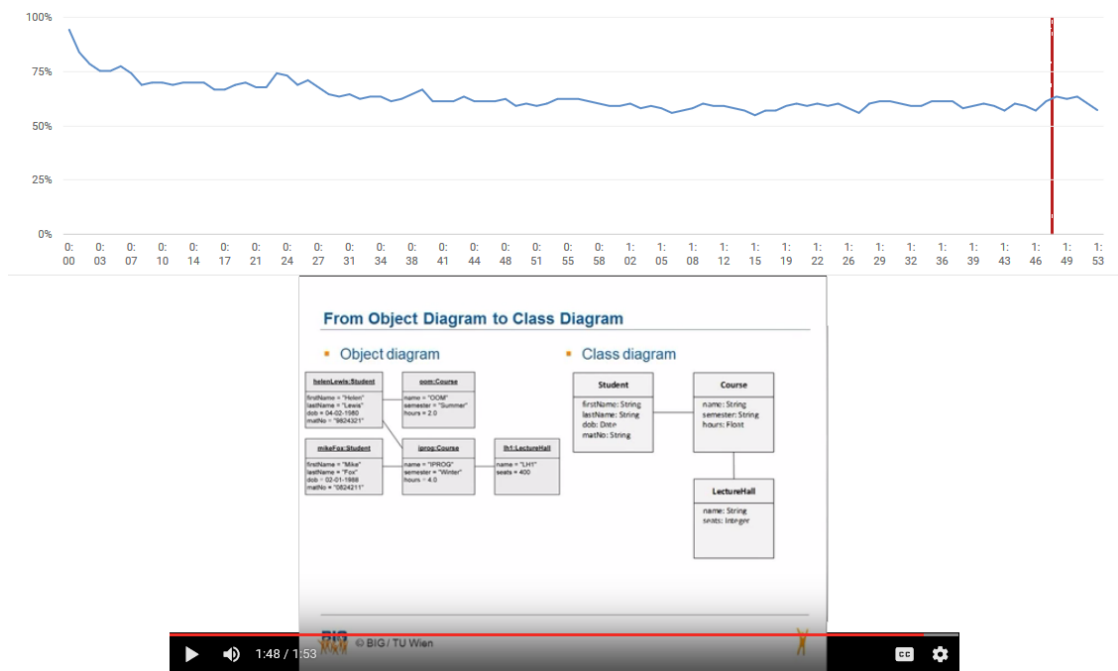 100%
75%
50%
25%
0%
0:00 0:03 0:07 0:10 0:14 0:17 0:21 0:24 0:27 0:31 0:34 0:38 0:41 0:44 0:48 0:51 0:55 0:58 1:02 1:05 1:08 1:12 1:15 1:19 1:22 1:26 1:29 1:32 1:36 1:39 1:43 1:46 1:49 1:53
From Object Diagram to Class Diagram
Object diagram
helenLewis:Student
firstName = "Helen"
lastName = "Lewis"
dob = 04-02-1980
matNo = "9824321"
oom:Course
name = "OOM"
semester = "Summer"
hours = 2.0
mikeFox:Student
firstName = "Mike"
lastName = "Fox"
dob = 02-01-1988
matNo = "0824211"
iprog:Course
name = "IPROG"
semester = "Winter"
hours = 4.0
lh1:LectureHall
name = "LH1"
seats = 400
Class diagram
Student
firstName: String
lastName: String
dob: Date
matNo: String
Course
name: String
semester: String
hours: Float
LectureHall
name: String
seats: Integer
BIG
© BIG / TU Wien
1:48 / 1:53
CC